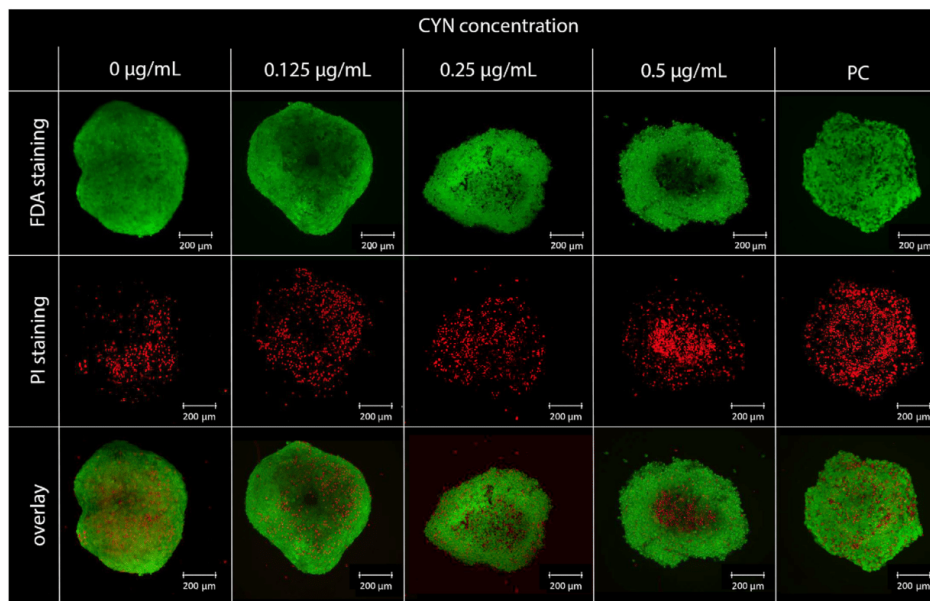 CYN concentration
0 µg/mL 0.125 µg/mL 0.25 µg/mL 0.5 µg/mL PC
FDA staining
200 µm 200 µm 200 µm 200 µm 200 µm
PI staining
200 µm 200 µm 200 µm 200 µm 200 µm
overlay
200 µm 200 µm 200 µm 200 µm 200 µm